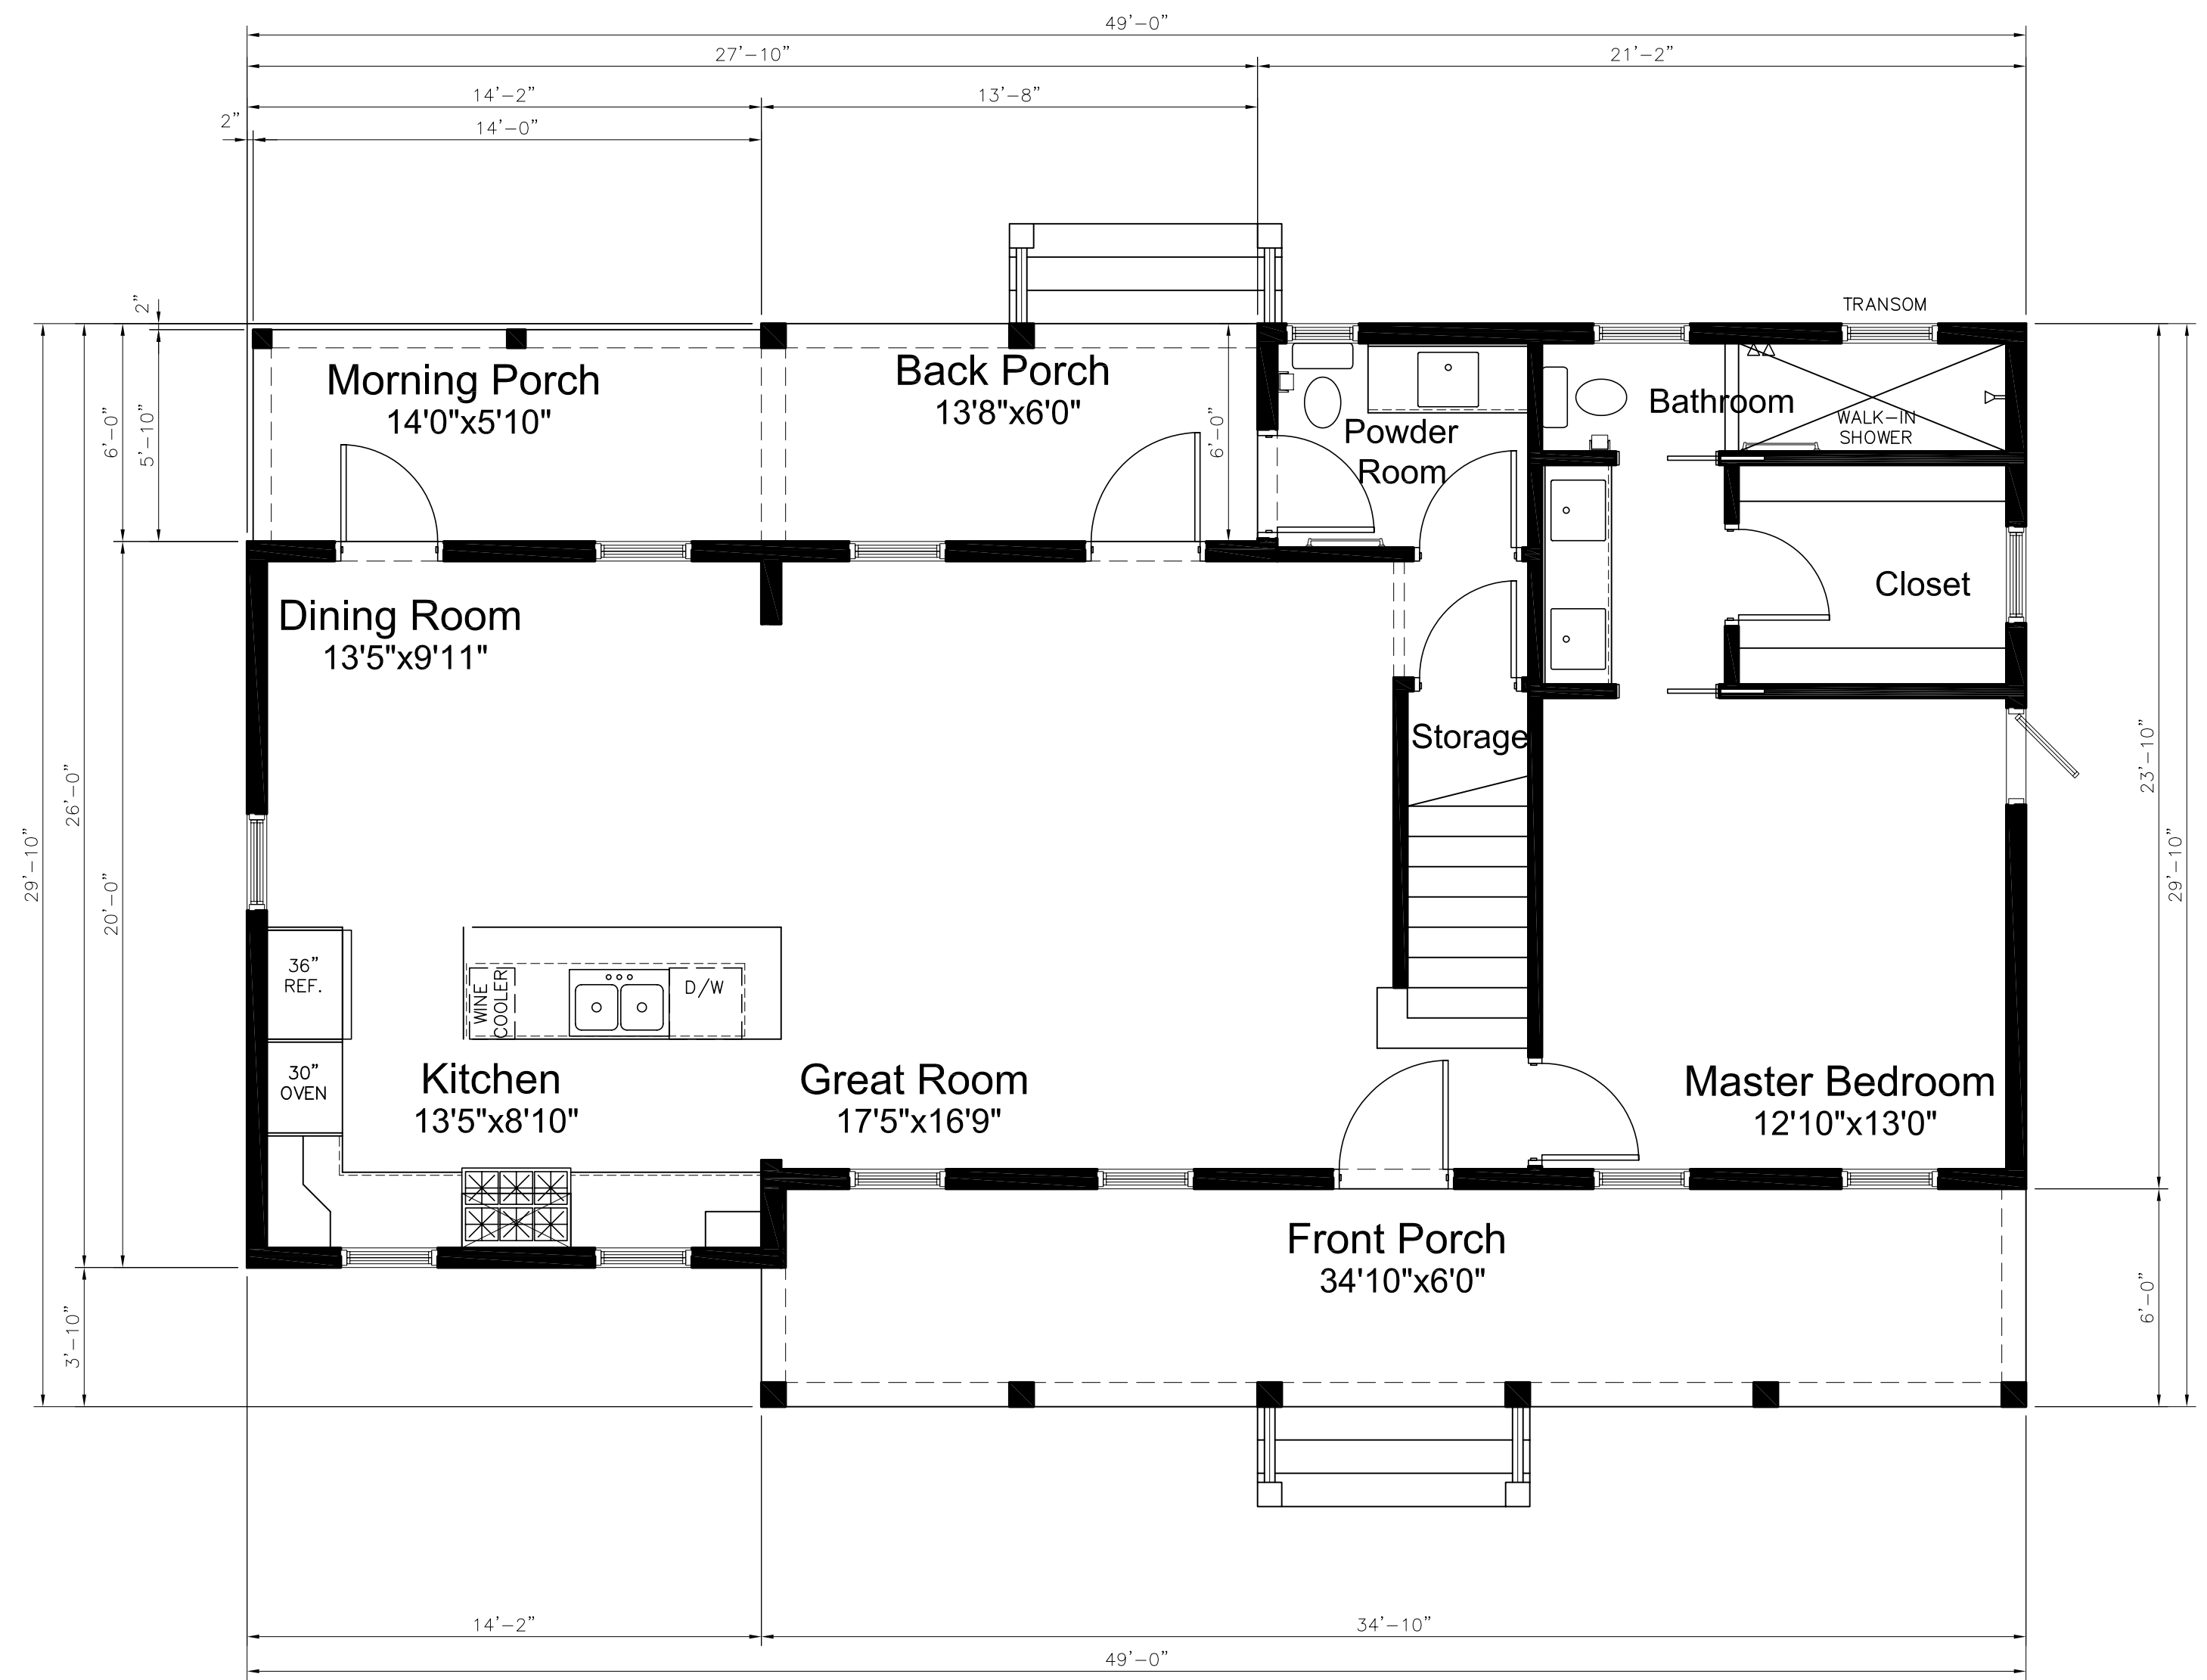 49'-0"
27'-10"
21'-2"
14'-2"
13'-8"
2"
14'-0"
2"
TRANSOM
Morning Porch
14'0"x5'10"
Back Porch
13'8"x6'0"
6'-0"
5'-10"
6'-0"
Powder
Room
Bathroom
WALK-IN
SHOWER
Closet
Dining Room
13'5"x9'11"
Storage
29'-10"
26'-0"
20'-0"
23'-10"
29'-10"
36"
REF.
WINE
COOLER
D/W
30"
OVEN
Kitchen
13'5"x8'10"
Great Room
17'5"x16'9"
Master Bedroom
12'10"x13'0"
Front Porch
34'10"x6'0"
3'-10"
6'-0"
14'-2"
34'-10"
49'-0"